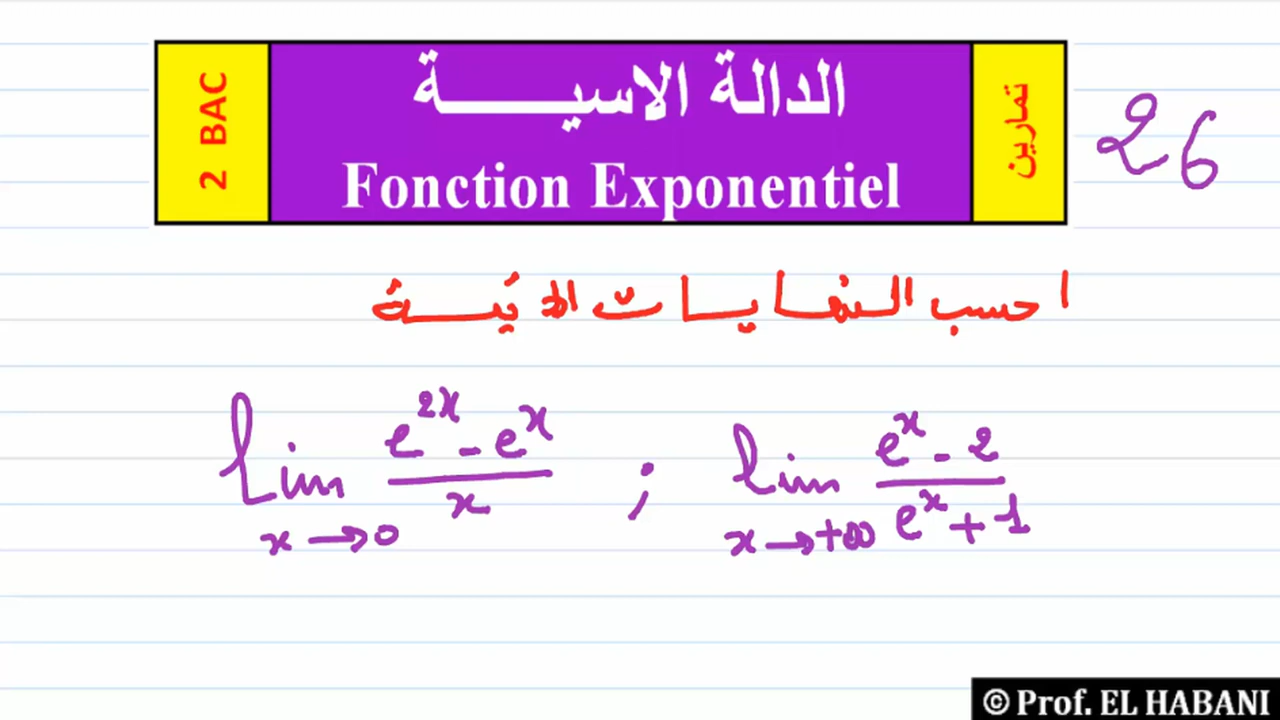 2 BAC
الدالة الاسيـــــــة
Fonction Exponentiel
تمارين
26
احسب النهايات الاتية
lim x→0 (e^{2x} - e^x)/x ; lim x→+∞ (e^x - 2)/(e^x + 1)
© Prof. EL HABANI